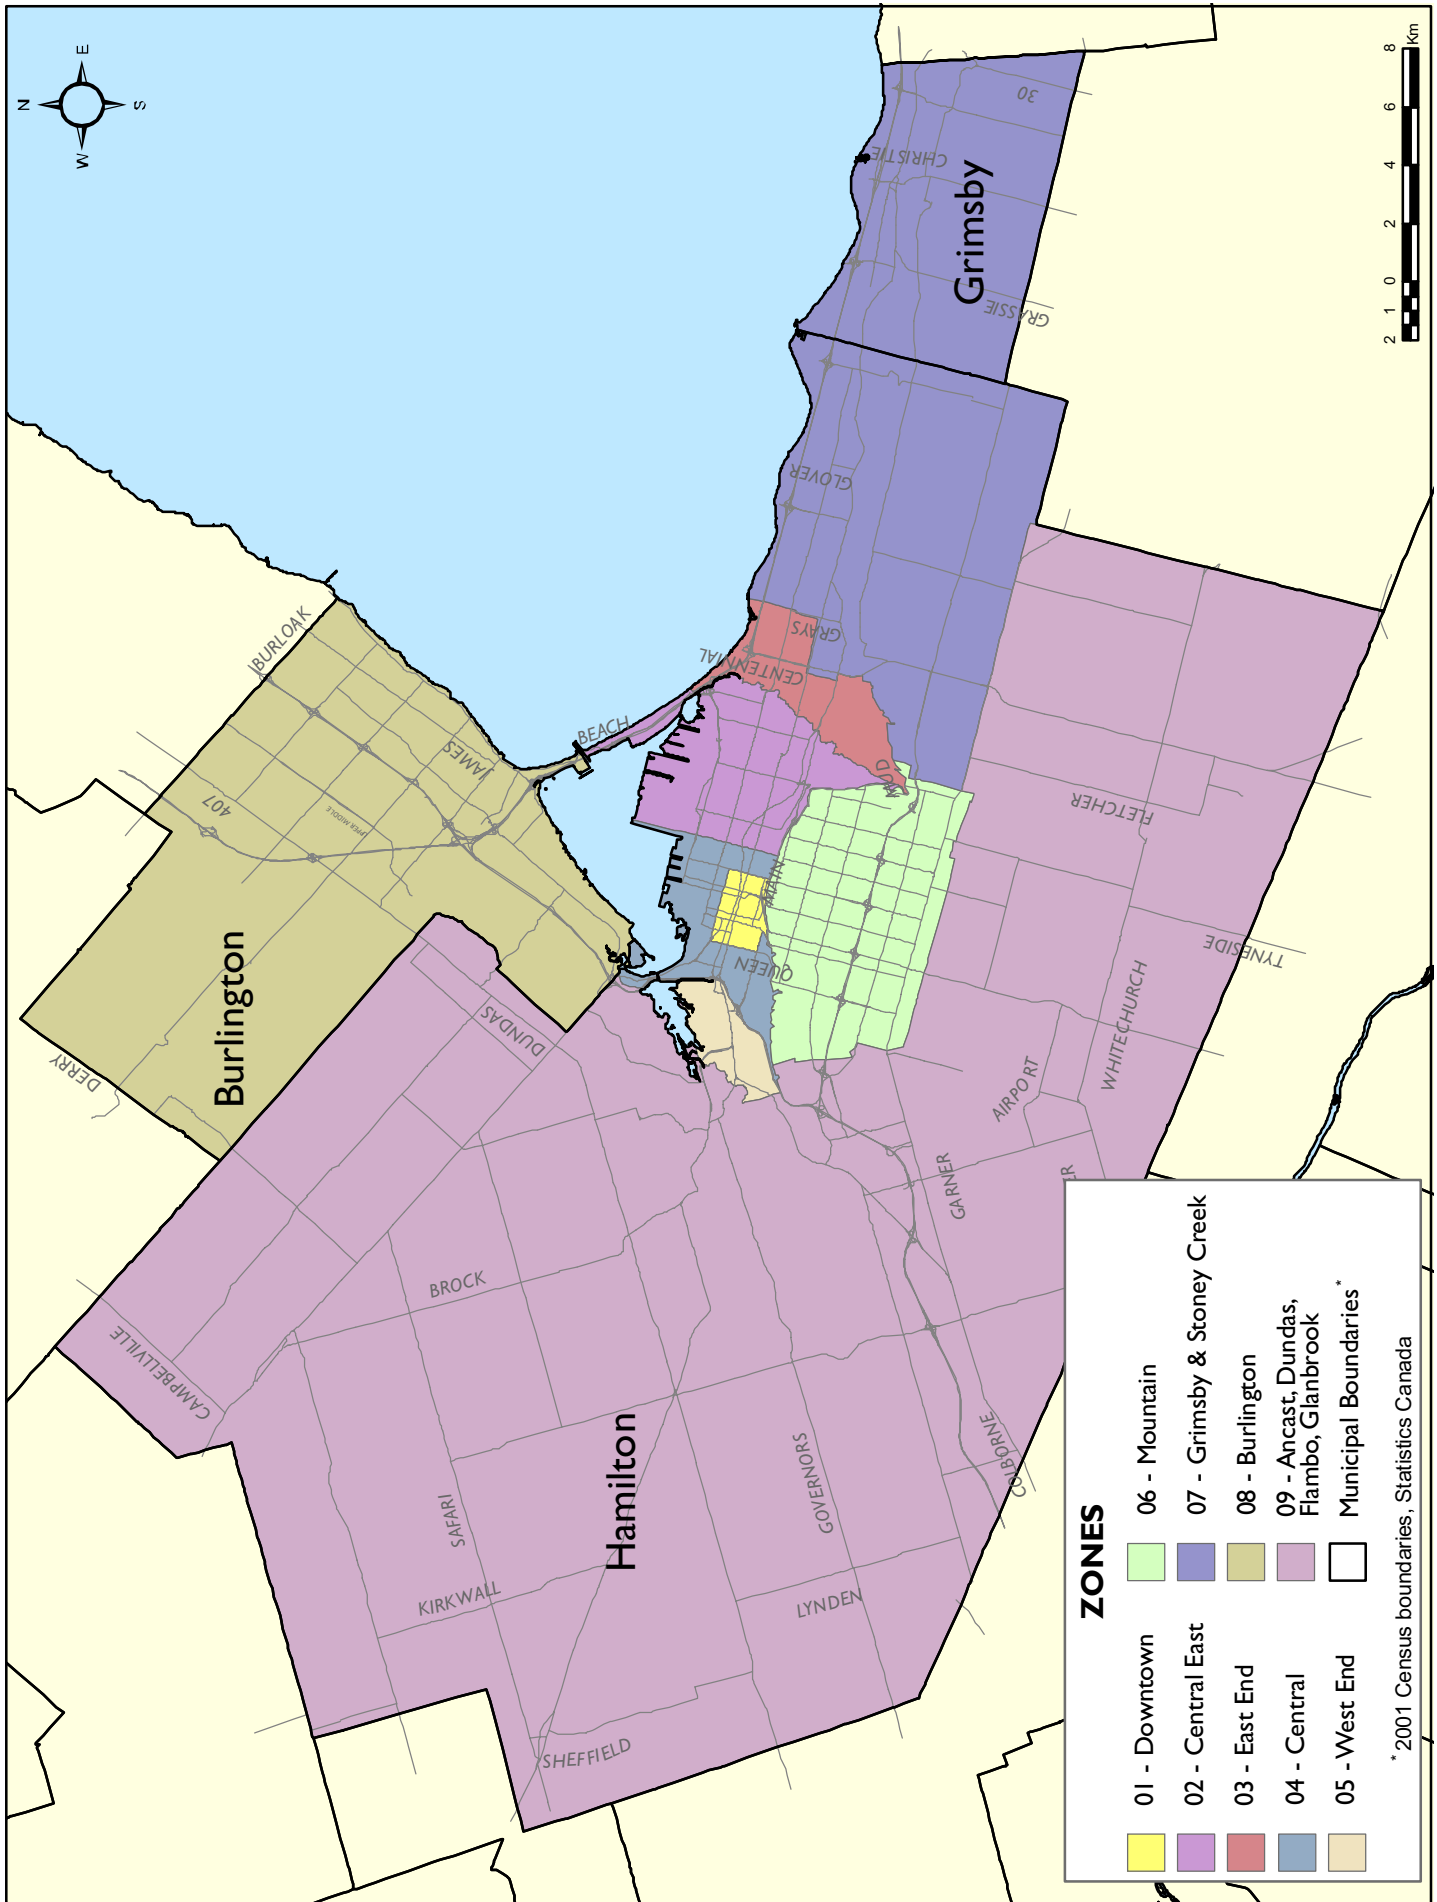 N
W
E
S
Burlington
Hamilton
Grimsby
BURLOAK
407
UPPER MIDDLE
JAMES
BEACH
DERRY
DUNDAS
CAMPBELLVILLE
BROCK
SAFARI
KIRKWALL
SHEFFIELD
GOVERNORS
LYNDEN
COLBORNE
GARNER
AIRPORT
WHITECHURCH
TYNESIDE
FLETCHER
QUEEN
MAIN
MUD
CENTENNIAL
GRAYS
GLOVER
GRASSIE
CHRISTIE
30
ER
2 1 0 2 4 6 8
Km
ZONES
01 - Downtown
02 - Central East
03 - East End
04 - Central
05 - West End
06 - Mountain
07 - Grimsby & Stoney Creek
08 - Burlington
09 - Ancast, Dundas,
Flambo, Glanbrook
Municipal Boundaries*
* 2001 Census boundaries, Statistics Canada